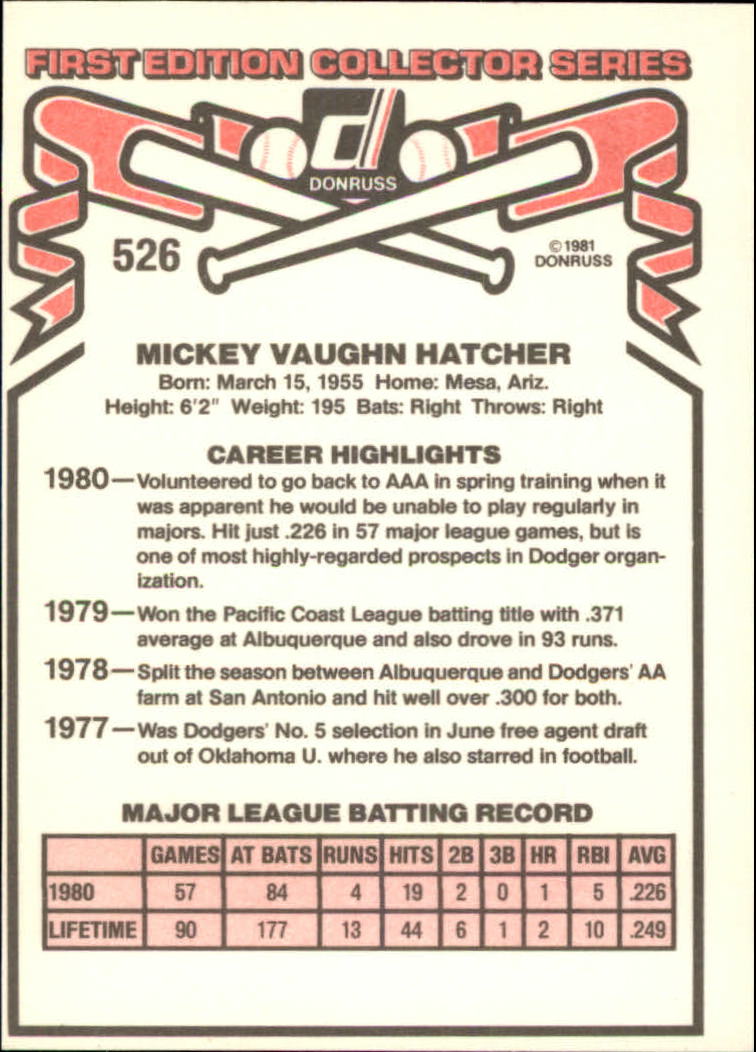 FIRST EDITION COLLECTOR SERIES
d
DONRUSS
526
©1981
DONRUSS
MICKEY VAUGHN HATCHER
Born: March 15, 1955 Home: Mesa, Ariz.
Height: 6'2" Weight: 195 Bats: Right Throws: Right
CAREER HIGHLIGHTS
1980—Volunteered to go back to AAA in spring training when it
was apparent he would be unable to play regularly in
majors. Hit just .226 in 57 major league games, but is
one of most highly-regarded prospects in Dodger organ-
ization.
1979—Won the Pacific Coast League batting title with .371
average at Albuquerque and also drove in 93 runs.
1978—Split the season between Albuquerque and Dodgers' AA
farm at San Antonio and hit well over .300 for both.
1977—Was Dodgers' No. 5 selection in June free agent draft
out of Oklahoma U. where he also starred in football.
MAJOR LEAGUE BATTING RECORD
GAMES AT BATS RUNS HITS 2B 3B HR RBI AVG
1980 57 84 4 19 2 0 1 5 .226
LIFETIME 90 177 13 44 6 1 2 10 .249